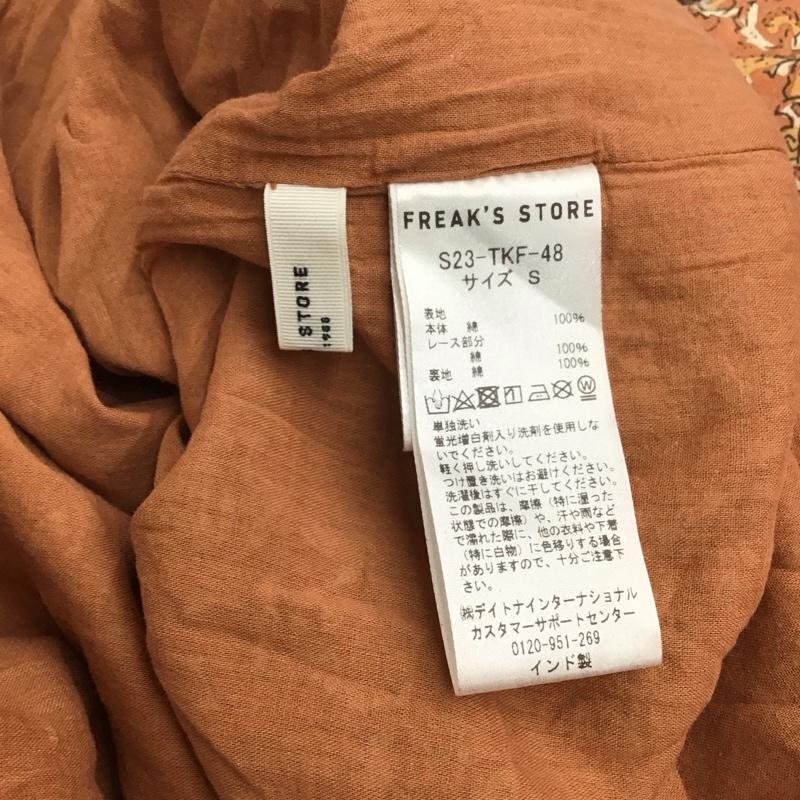 STORE
1986
FREAK'S STORE
S23-TKF-48
サイズ S
表地
本体 綿 100%
レース部分
綿 100%
裏地 綿 100%
単独洗い
蛍光増白剤入り洗剤を使用しな
いでください。
軽く押し洗いしてください。
つけ置き洗いはお避けください。
洗濯後はすぐに干してください。
この製品は、摩擦（特に湿った
状態での摩擦）や、汗や雨など
で濡れた際に、他の衣料や下着
（特に白物）に色移りする場合
がありますので、十分ご注意下
さい。
㈱デイトナインターナショナル
カスタマーサポートセンター
0120-951-269
インド製